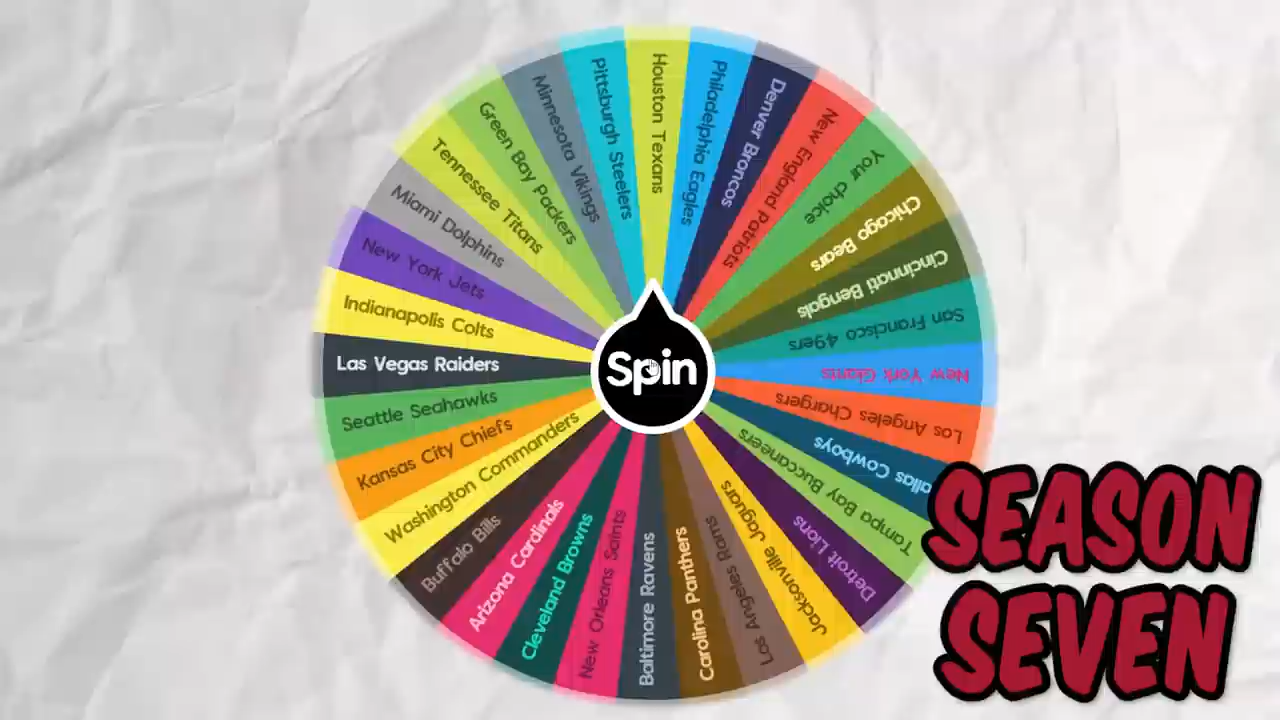 Houston Texans
Philadelphia Eagles
Denver Broncos
New England Patriots
Your choice
Chicago Bears
Cincinnati Bengals
San Francisco 49ers
New York Giants
Los Angeles Chargers
allas Cowboys
Tampa Bay Buccaneers
Detroit Lions
Jacksonville Jaguars
Los Angeles Rams
Carolina Panthers
Baltimore Ravens
New Orleans Saints
Cleveland Browns
Arizona Cardinals
Buffalo Bills
Washington Commanders
Kansas City Chiefs
Seattle Seahawks
Las Vegas Raiders
Indianapolis Colts
New York Jets
Miami Dolphins
Tennessee Titans
Green Bay Packers
Minnesota Vikings
Pittsburgh Steelers
Spin
SEASON
SEVEN